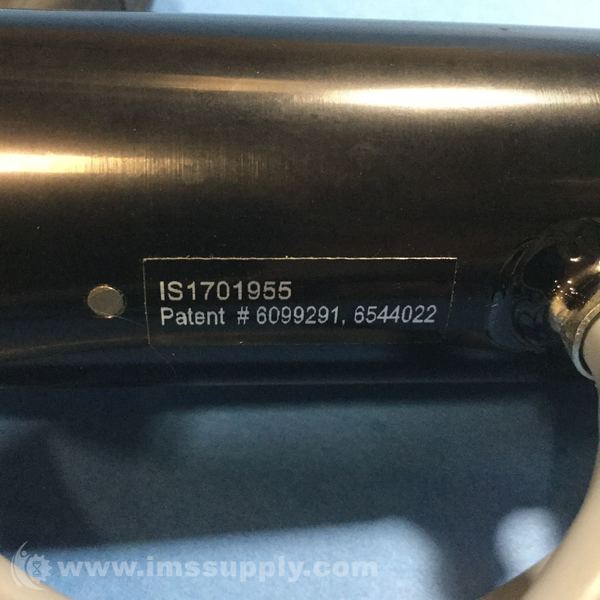 IS1701955
Patent # 6099291, 6544022
www.imssupply.com